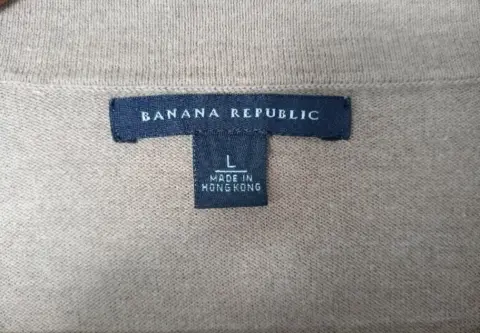 BANANA REPUBLIC
L
MADE IN
HONG KONG